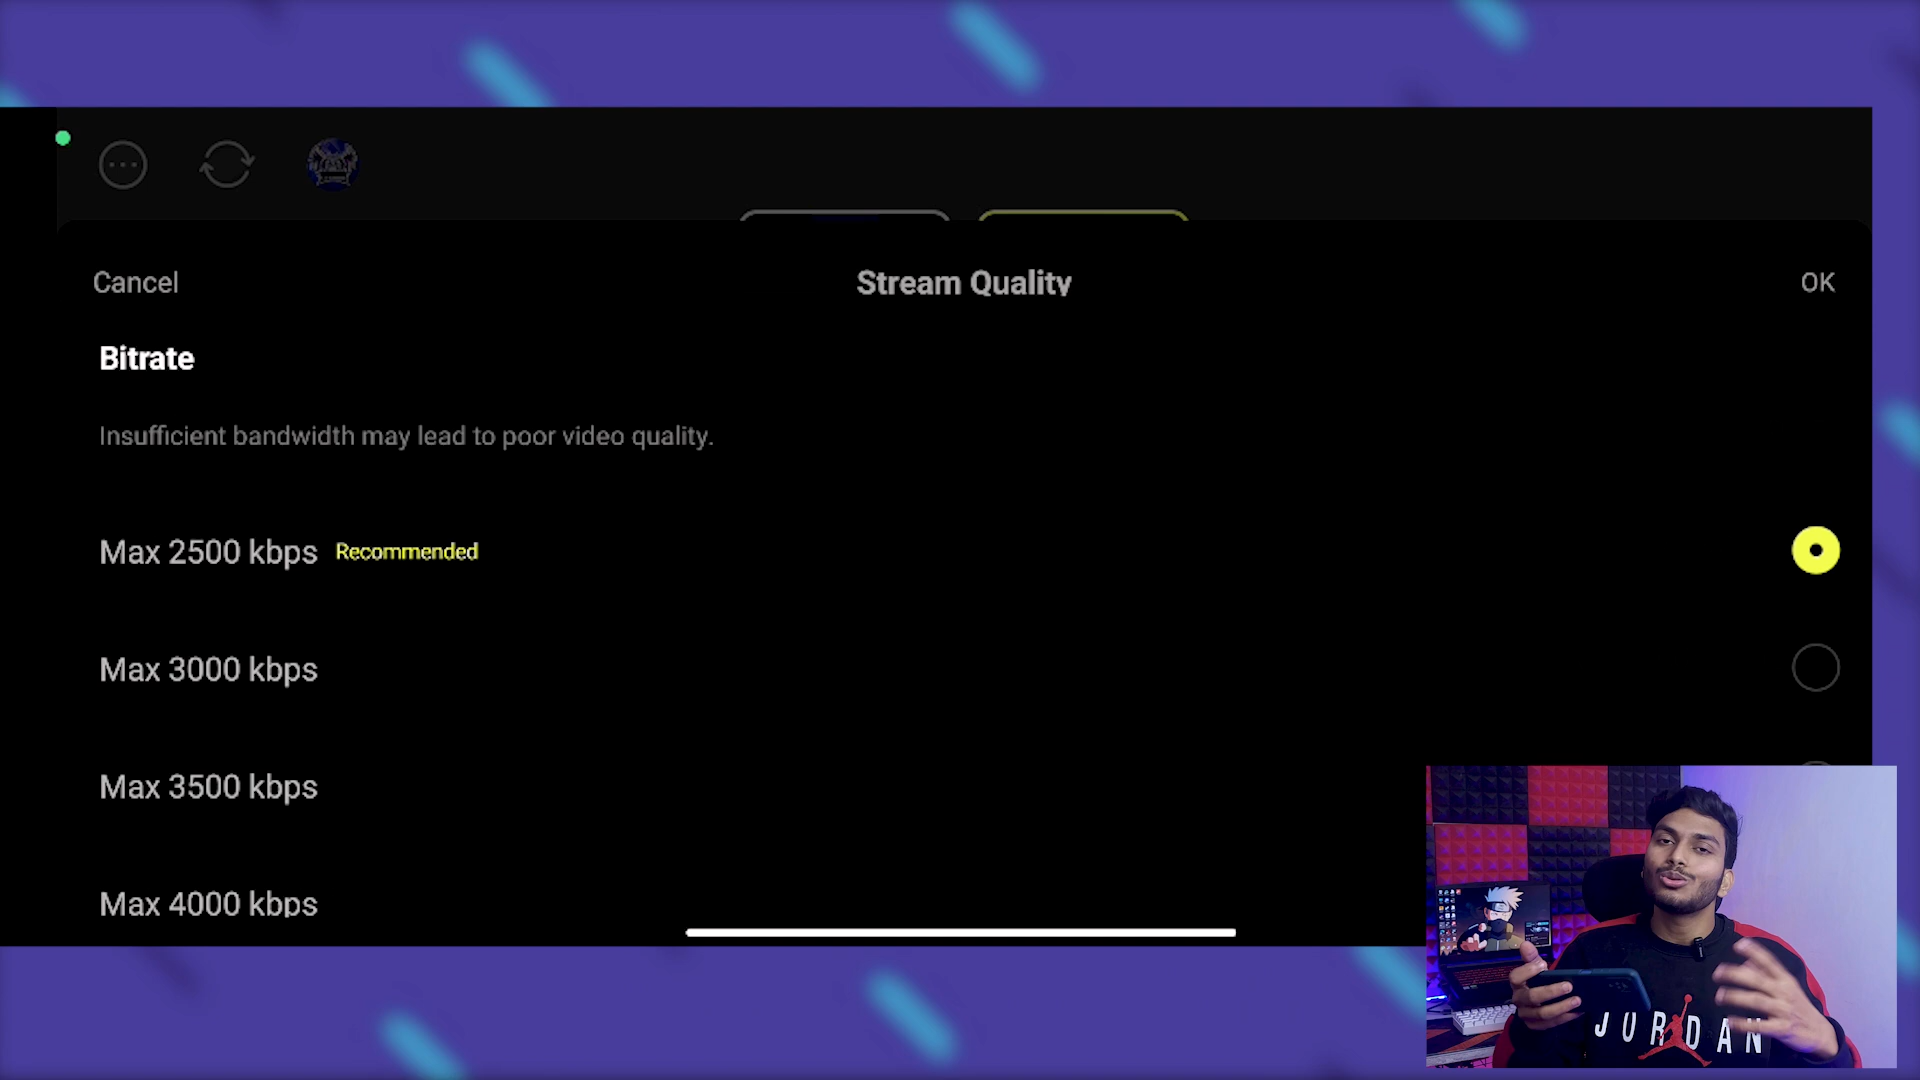 Cancel
Stream Quality
OK
Bitrate
Insufficient bandwidth may lead to poor video quality.
Max 2500 kbps Recommended
Max 3000 kbps
Max 3500 kbps
Max 4000 kbps
JURDAN